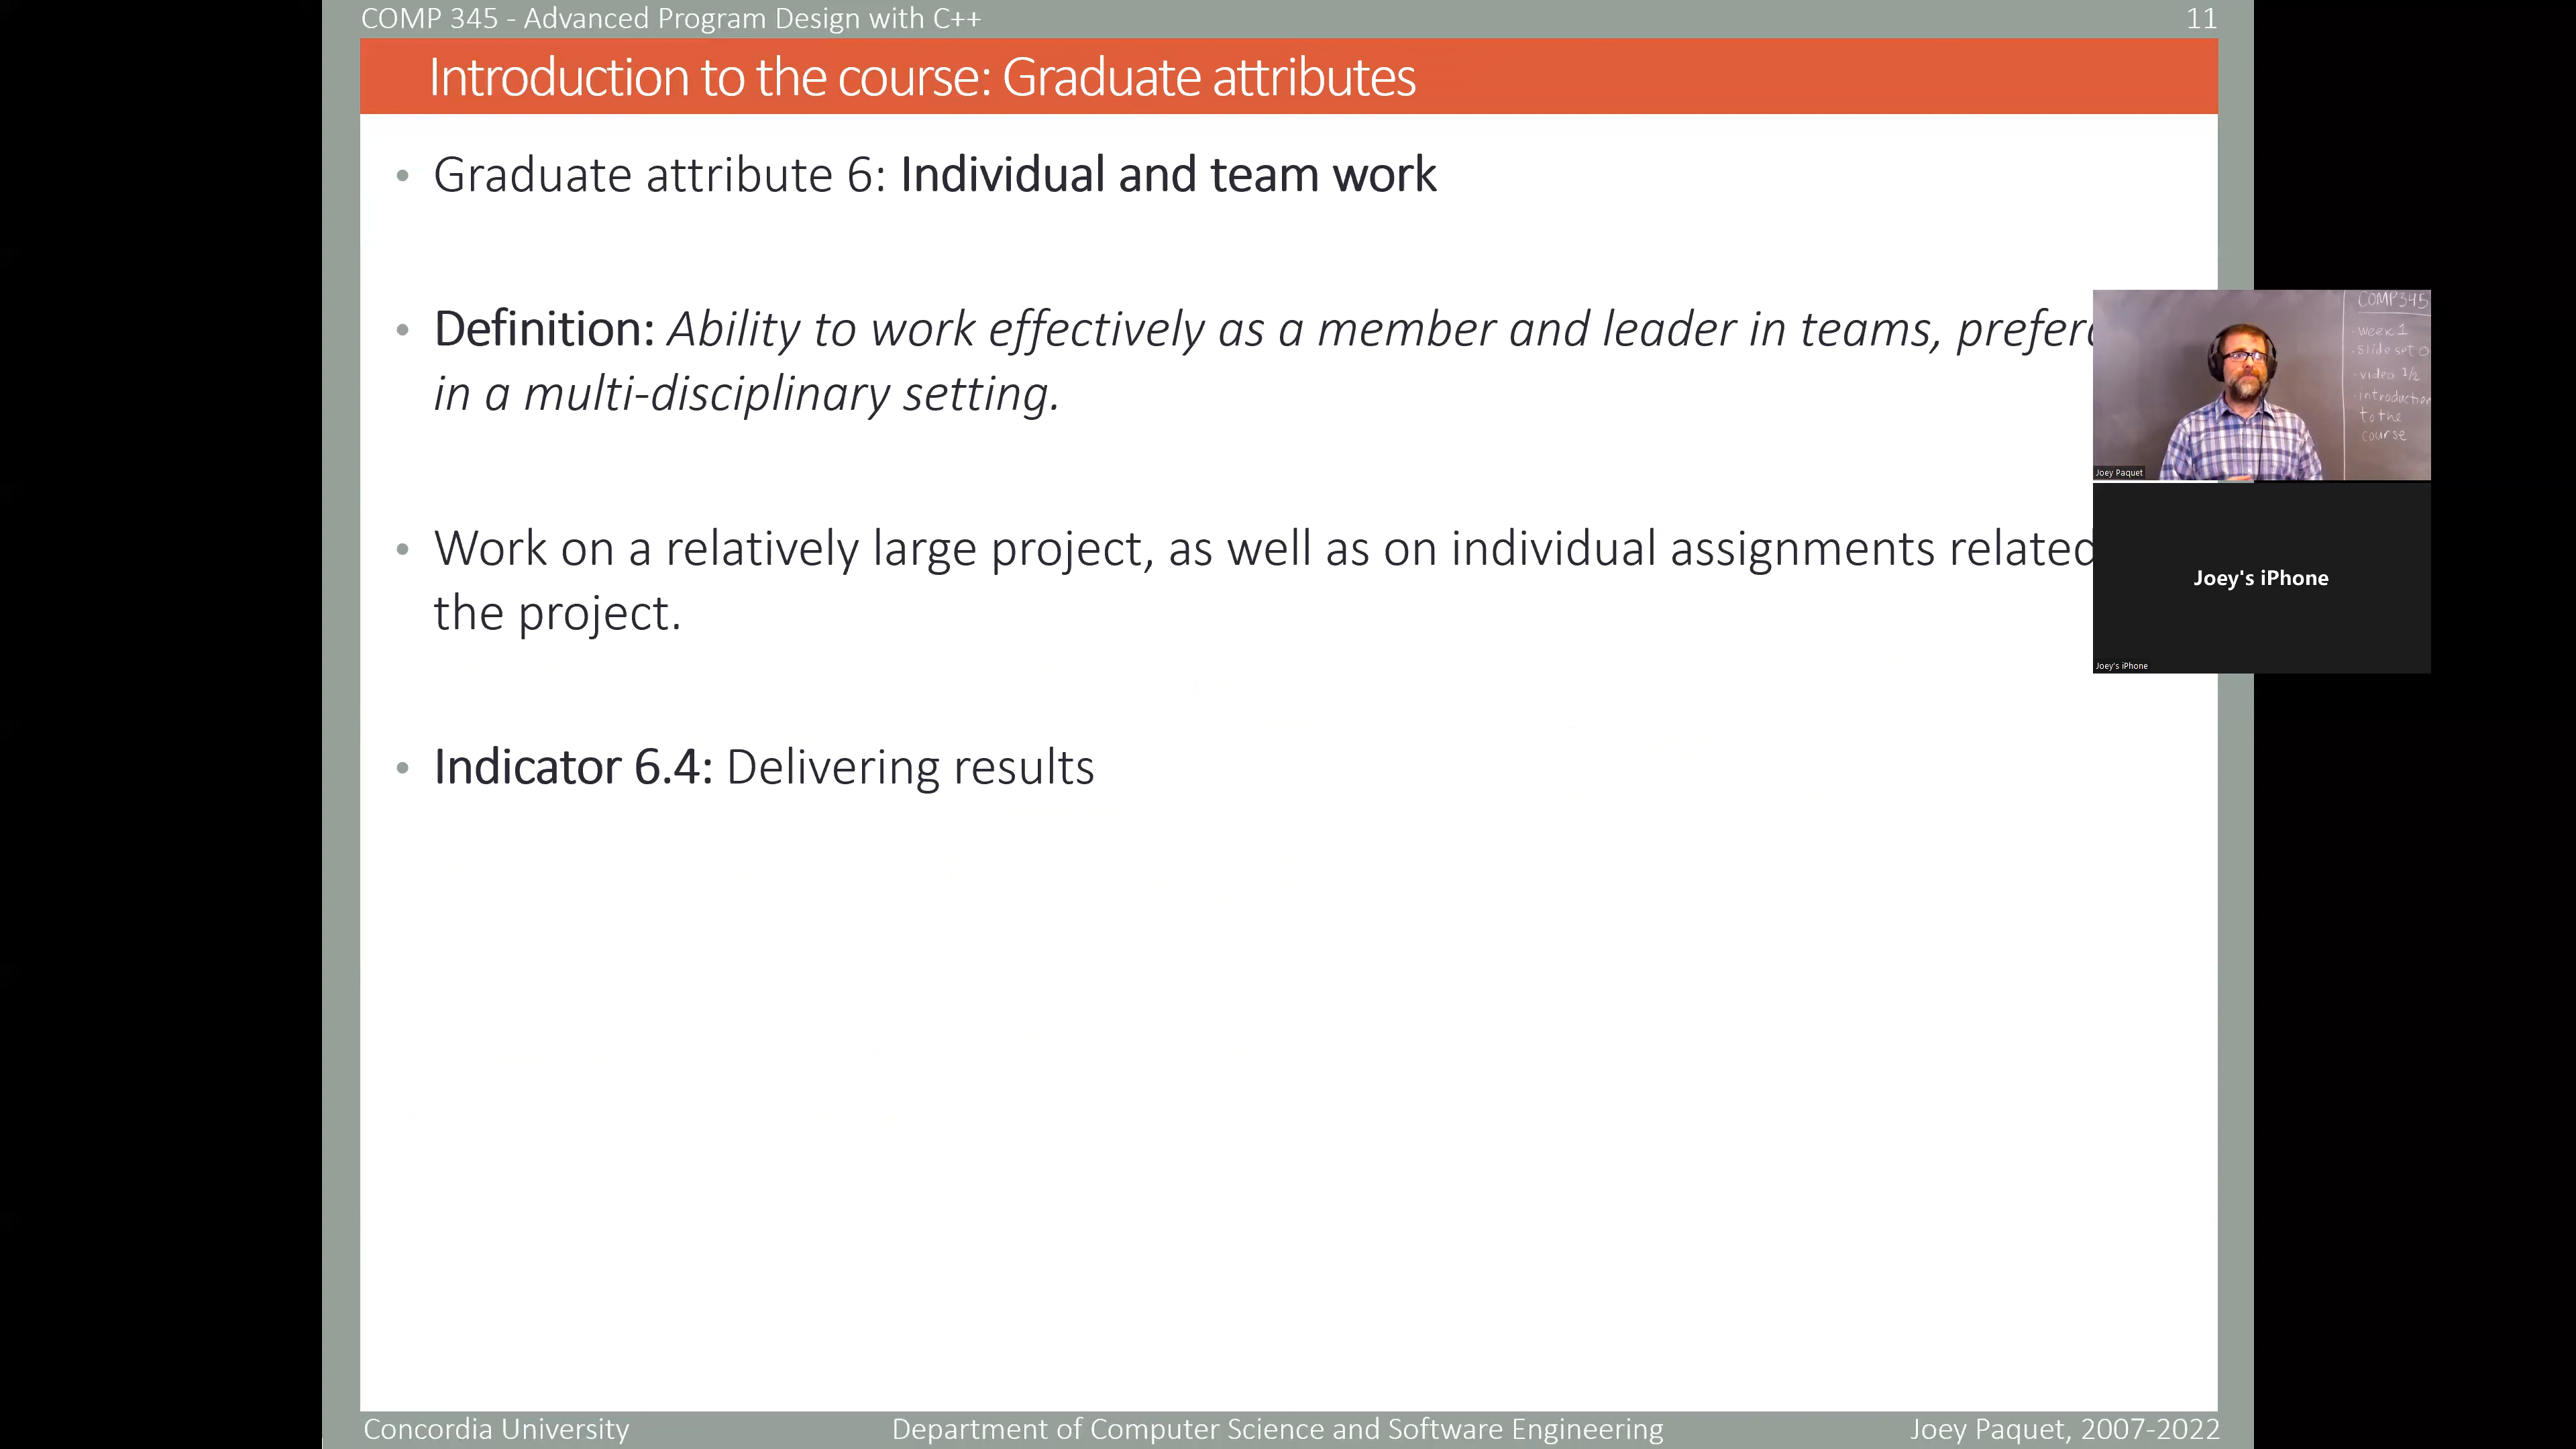 COMP 345 - Advanced Program Design with C++ 11
Introduction to the course: Graduate attributes
• Graduate attribute 6: Individual and team work
• Definition: Ability to work effectively as a member and leader in teams,
in a multi-disciplinary setting.
• Work on a relatively large project, as well as on individual assignments related
the project.
• Indicator 6.4: Delivering results
COMP345
- week 1
- slide set 0
- video 1/2
- introduction
to the
course
Joey Paquet
Joey's iPhone
Joey's iPhone
Concordia University Department of Computer Science and Software Engineering Joey Paquet, 2007-2022